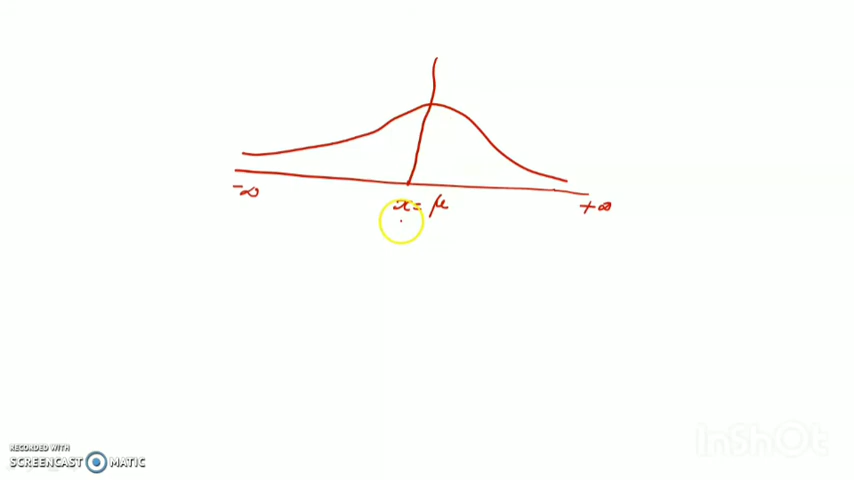 -∞
x = μ
+∞
RECORDED WITH
SCREENCAST MATIC
InShOt